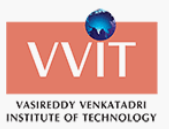 VVIT
VASIREDDY VENKATADRI
INSTITUTE OF TECHNOLOGY